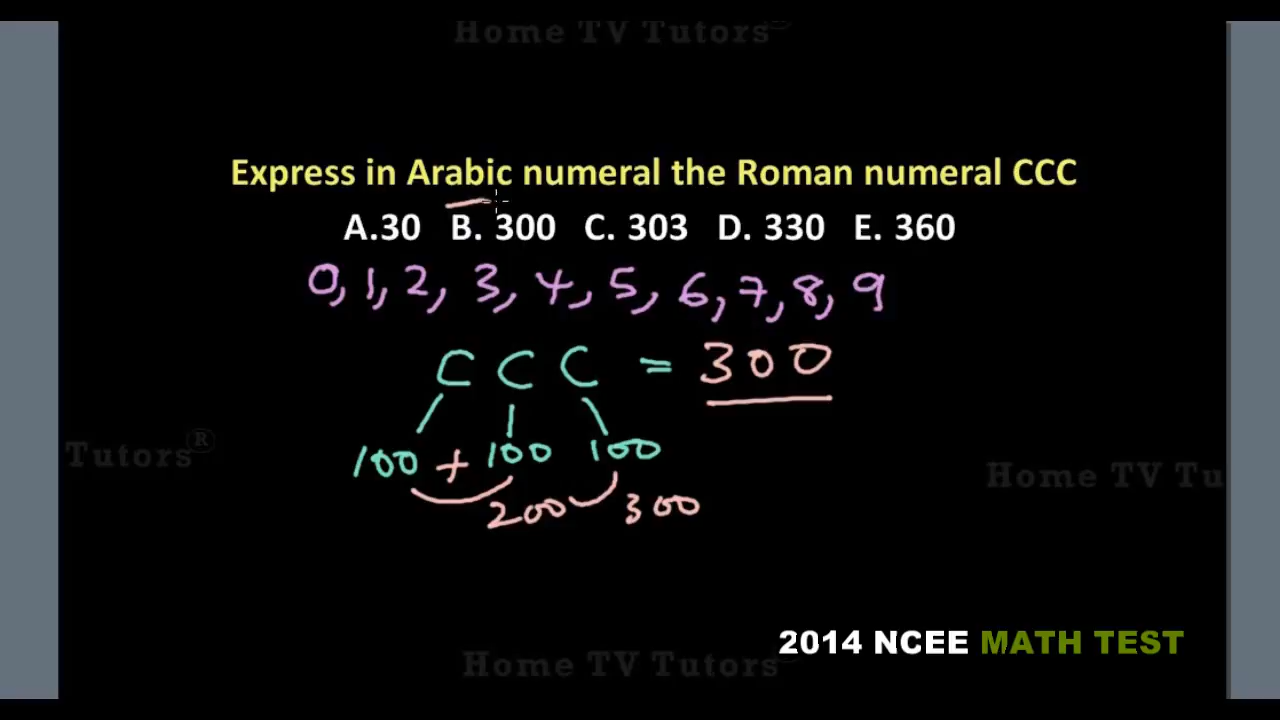 Home TV Tutors®
Express in Arabic numeral the Roman numeral CCC
A.30 B. 300 C. 303 D. 330 E. 360
0, 1, 2, 3, 4, 5, 6, 7, 8, 9
C C C = 300
Tutors®
100 + 100 100
Home TV Tu
200 300
2014 NCEE MATH TEST
Home TV Tutors®